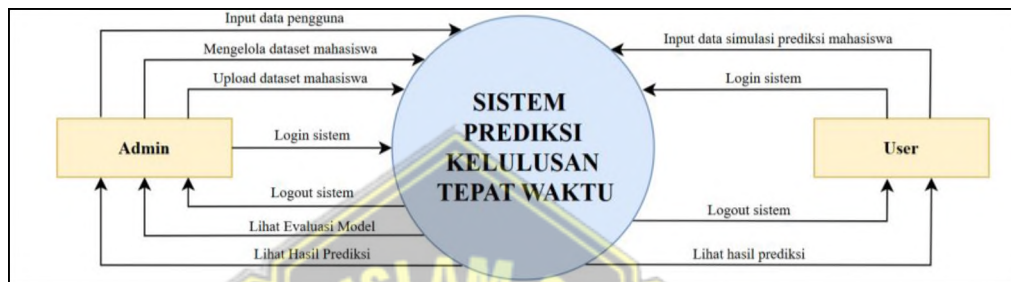 Input data pengguna
Mengelola dataset mahasiswa
Upload dataset mahasiswa
Admin
Login sistem
Logout sistem
Lihat Evaluasi Model
Lihat Hasil Prediksi
SISTEM
PREDIKSI
KELULUSAN
TEPAT WAKTU
Input data simulasi prediksi mahasiswa
Login sistem
User
Logout sistem
Lihat hasil prediksi
ISLAM